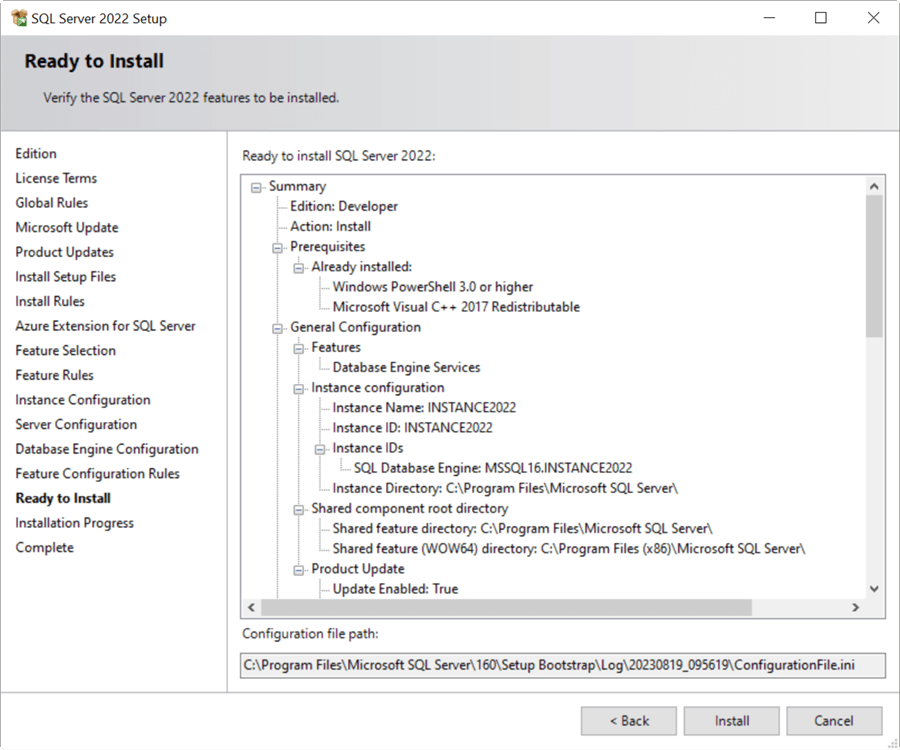 SQL Server 2022 Setup
Ready to Install
Verify the SQL Server 2022 features to be installed.
Edition
License Terms
Global Rules
Microsoft Update
Product Updates
Install Setup Files
Install Rules
Azure Extension for SQL Server
Feature Selection
Feature Rules
Instance Configuration
Server Configuration
Database Engine Configuration
Feature Configuration Rules
Ready to Install
Installation Progress
Complete
Ready to install SQL Server 2022:
Summary
Edition: Developer
Action: Install
Prerequisites
Already installed:
Windows PowerShell 3.0 or higher
Microsoft Visual C++ 2017 Redistributable
General Configuration
Features
Database Engine Services
Instance configuration
Instance Name: INSTANCE2022
Instance ID: INSTANCE2022
Instance IDs
SQL Database Engine: MSSQL16.INSTANCE2022
Instance Directory: C:\Program Files\Microsoft SQL Server\
Shared component root directory
Shared feature directory: C:\Program Files\Microsoft SQL Server\
Shared feature (WOW64) directory: C:\Program Files (x86)\Microsoft SQL Server\
Product Update
Update Enabled: True
Configuration file path:
C:\Program Files\Microsoft SQL Server\160\Setup Bootstrap\Log\20230819_095619\ConfigurationFile.ini
< Back
Install
Cancel